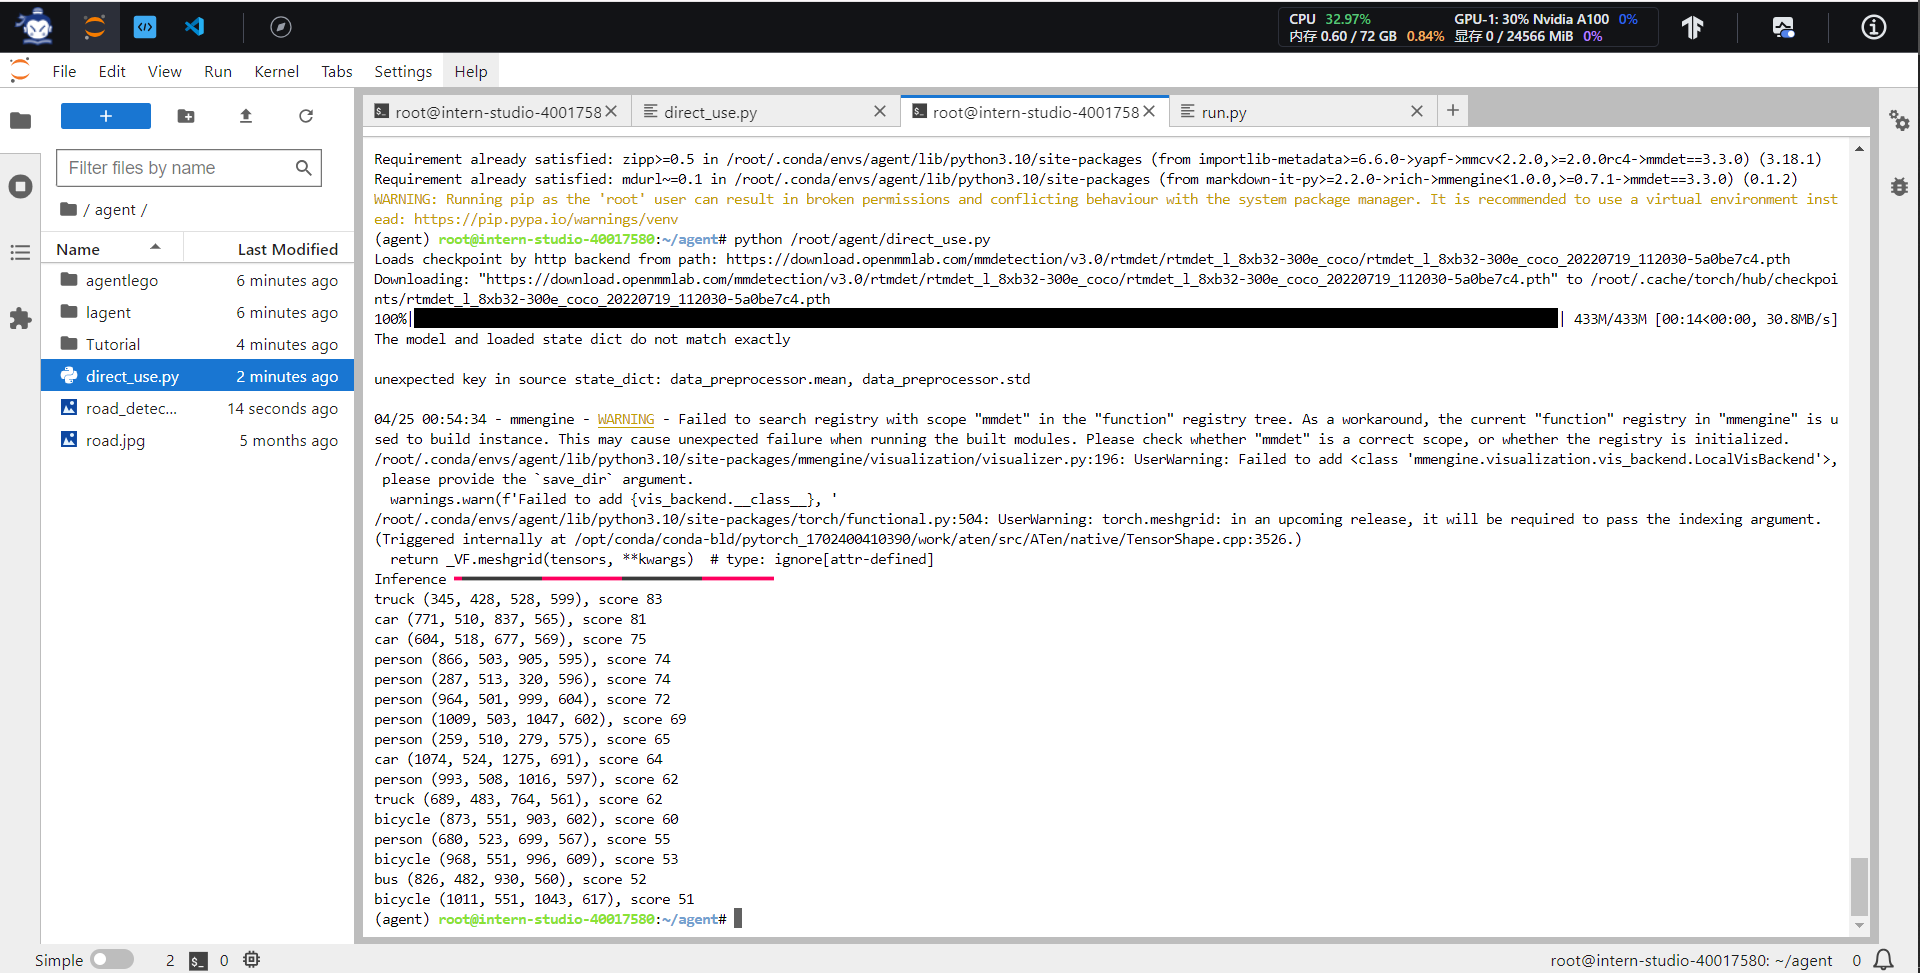 CPU 32.97% GPU-1: 30% Nvidia A100 0%
内存 0.60 / 72 GB 0.84% 显存 0 / 24566 MiB 0%
File Edit View Run Kernel Tabs Settings Help
root@intern-studio-4001758 direct_use.py root@intern-studio-4001758 run.py
Filter files by name
/ agent /
Name Last Modified
agentlego 6 minutes ago
lagent 6 minutes ago
Tutorial 4 minutes ago
direct_use.py 2 minutes ago
road_detec... 14 seconds ago
road.jpg 5 months ago
Requirement already satisfied: zipp>=0.5 in /root/.conda/envs/agent/lib/python3.10/site-packages (from importlib-metadata>=6.6.0->yapf->mmcv<2.2.0,>=2.0.0rc4->mmdet==3.3.0) (3.18.1)
Requirement already satisfied: mdurl~=0.1 in /root/.conda/envs/agent/lib/python3.10/site-packages (from markdown-it-py>=2.2.0->rich->mmengine<1.0.0,>=0.7.1->mmdet==3.3.0) (0.1.2)
WARNING: Running pip as the 'root' user can result in broken permissions and conflicting behaviour with the system package manager. It is recommended to use a virtual environment inst
ead: https://pip.pypa.io/warnings/venv
(agent) root@intern-studio-40017580:~/agent# python /root/agent/direct_use.py
Loads checkpoint by http backend from path: https://download.openmmlab.com/mmdetection/v3.0/rtmdet/rtmdet_l_8xb32-300e_coco/rtmdet_l_8xb32-300e_coco_20220719_112030-5a0be7c4.pth
Downloading: "https://download.openmmlab.com/mmdetection/v3.0/rtmdet/rtmdet_l_8xb32-300e_coco/rtmdet_l_8xb32-300e_coco_20220719_112030-5a0be7c4.pth" to /root/.cache/torch/hub/checkpoi
nts/rtmdet_l_8xb32-300e_coco_20220719_112030-5a0be7c4.pth
100%| | 433M/433M [00:14<00:00, 30.8MB/s]
The model and loaded state dict do not match exactly
unexpected key in source state_dict: data_preprocessor.mean, data_preprocessor.std
04/25 00:54:34 - mmengine - WARNING - Failed to search registry with scope "mmdet" in the "function" registry tree. As a workaround, the current "function" registry in "mmengine" is u
sed to build instance. This may cause unexpected failure when running the built modules. Please check whether "mmdet" is a correct scope, or whether the registry is initialized.
/root/.conda/envs/agent/lib/python3.10/site-packages/mmengine/visualization/visualizer.py:196: UserWarning: Failed to add <class 'mmengine.visualization.vis_backend.LocalVisBackend'>,
please provide the `save_dir` argument.
warnings.warn(f'Failed to add {vis_backend.__class__}, '
/root/.conda/envs/agent/lib/python3.10/site-packages/torch/functional.py:504: UserWarning: torch.meshgrid: in an upcoming release, it will be required to pass the indexing argument.
(Triggered internally at /opt/conda/conda-bld/pytorch_1702400410390/work/aten/src/ATen/native/TensorShape.cpp:3526.)
return _VF.meshgrid(tensors, **kwargs)  # type: ignore[attr-defined]
Inference
truck (345, 428, 528, 599), score 83
car (771, 510, 837, 565), score 81
car (604, 518, 677, 569), score 75
person (866, 503, 905, 595), score 74
person (287, 513, 320, 596), score 74
person (964, 501, 999, 604), score 72
person (1009, 503, 1047, 602), score 69
person (259, 510, 279, 575), score 65
car (1074, 524, 1275, 691), score 64
person (993, 508, 1016, 597), score 62
truck (689, 483, 764, 561), score 62
bicycle (873, 551, 903, 602), score 60
person (680, 523, 699, 567), score 55
bicycle (968, 551, 996, 609), score 53
bus (826, 482, 930, 560), score 52
bicycle (1011, 551, 1043, 617), score 51
(agent) root@intern-studio-40017580:~/agent#
Simple 2 0 root@intern-studio-40017580: ~/agent 0